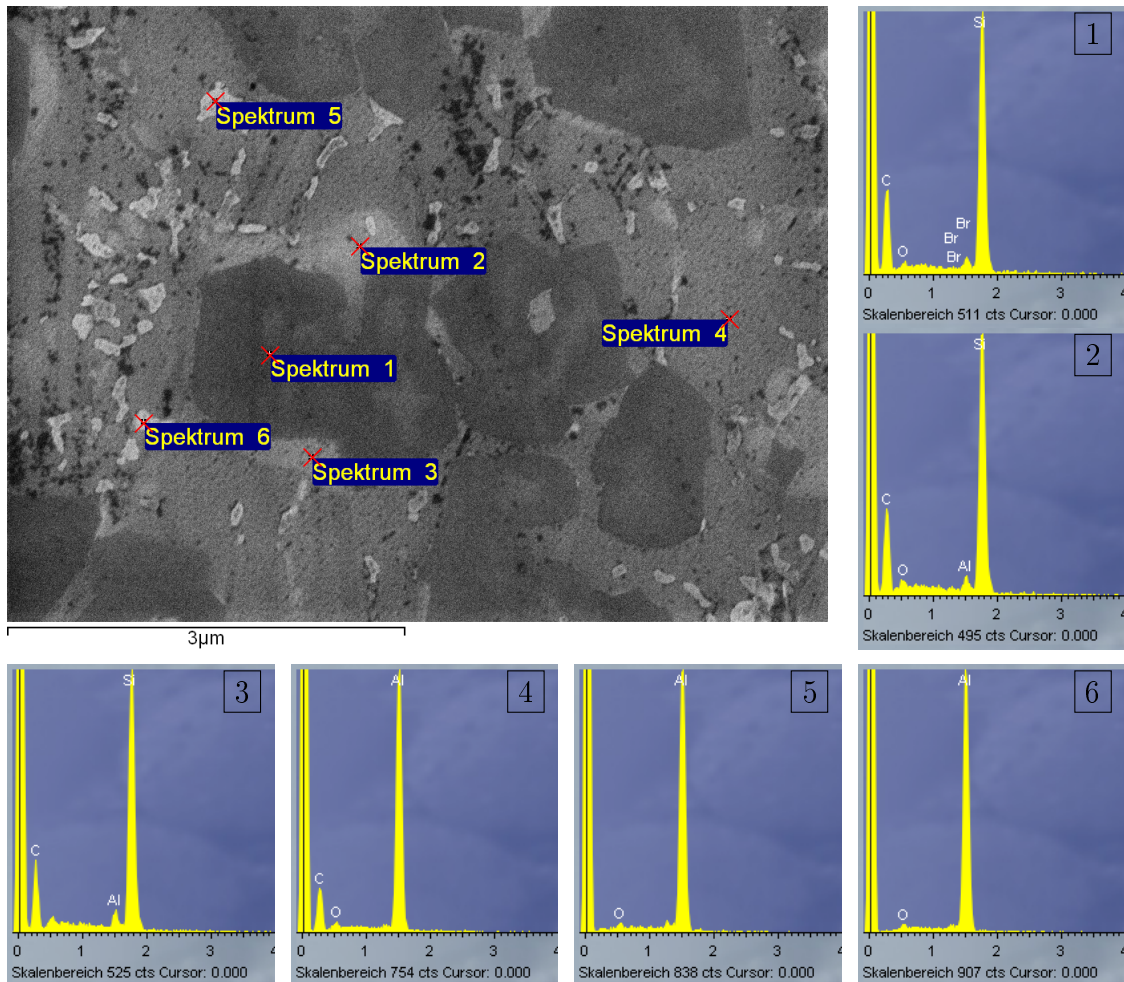 Spektrum 5
Spektrum 2
Spektrum 4
Spektrum 1
Spektrum 6
Spektrum 3
3µm
1
Si
C
O
Br
Br
Br
0 1 2 3 4
Skalenbereich 511 cts Cursor: 0.000
2
Si
C
O
Al
0 1 2 3 4
Skalenbereich 495 cts Cursor: 0.000
3
Si
C
Al
0 1 2 3 4
Skalenbereich 525 cts Cursor: 0.000
4
Al
C
O
0 1 2 3 4
Skalenbereich 754 cts Cursor: 0.000
5
Al
O
0 1 2 3 4
Skalenbereich 838 cts Cursor: 0.000
6
Al
O
0 1 2 3 4
Skalenbereich 907 cts Cursor: 0.000